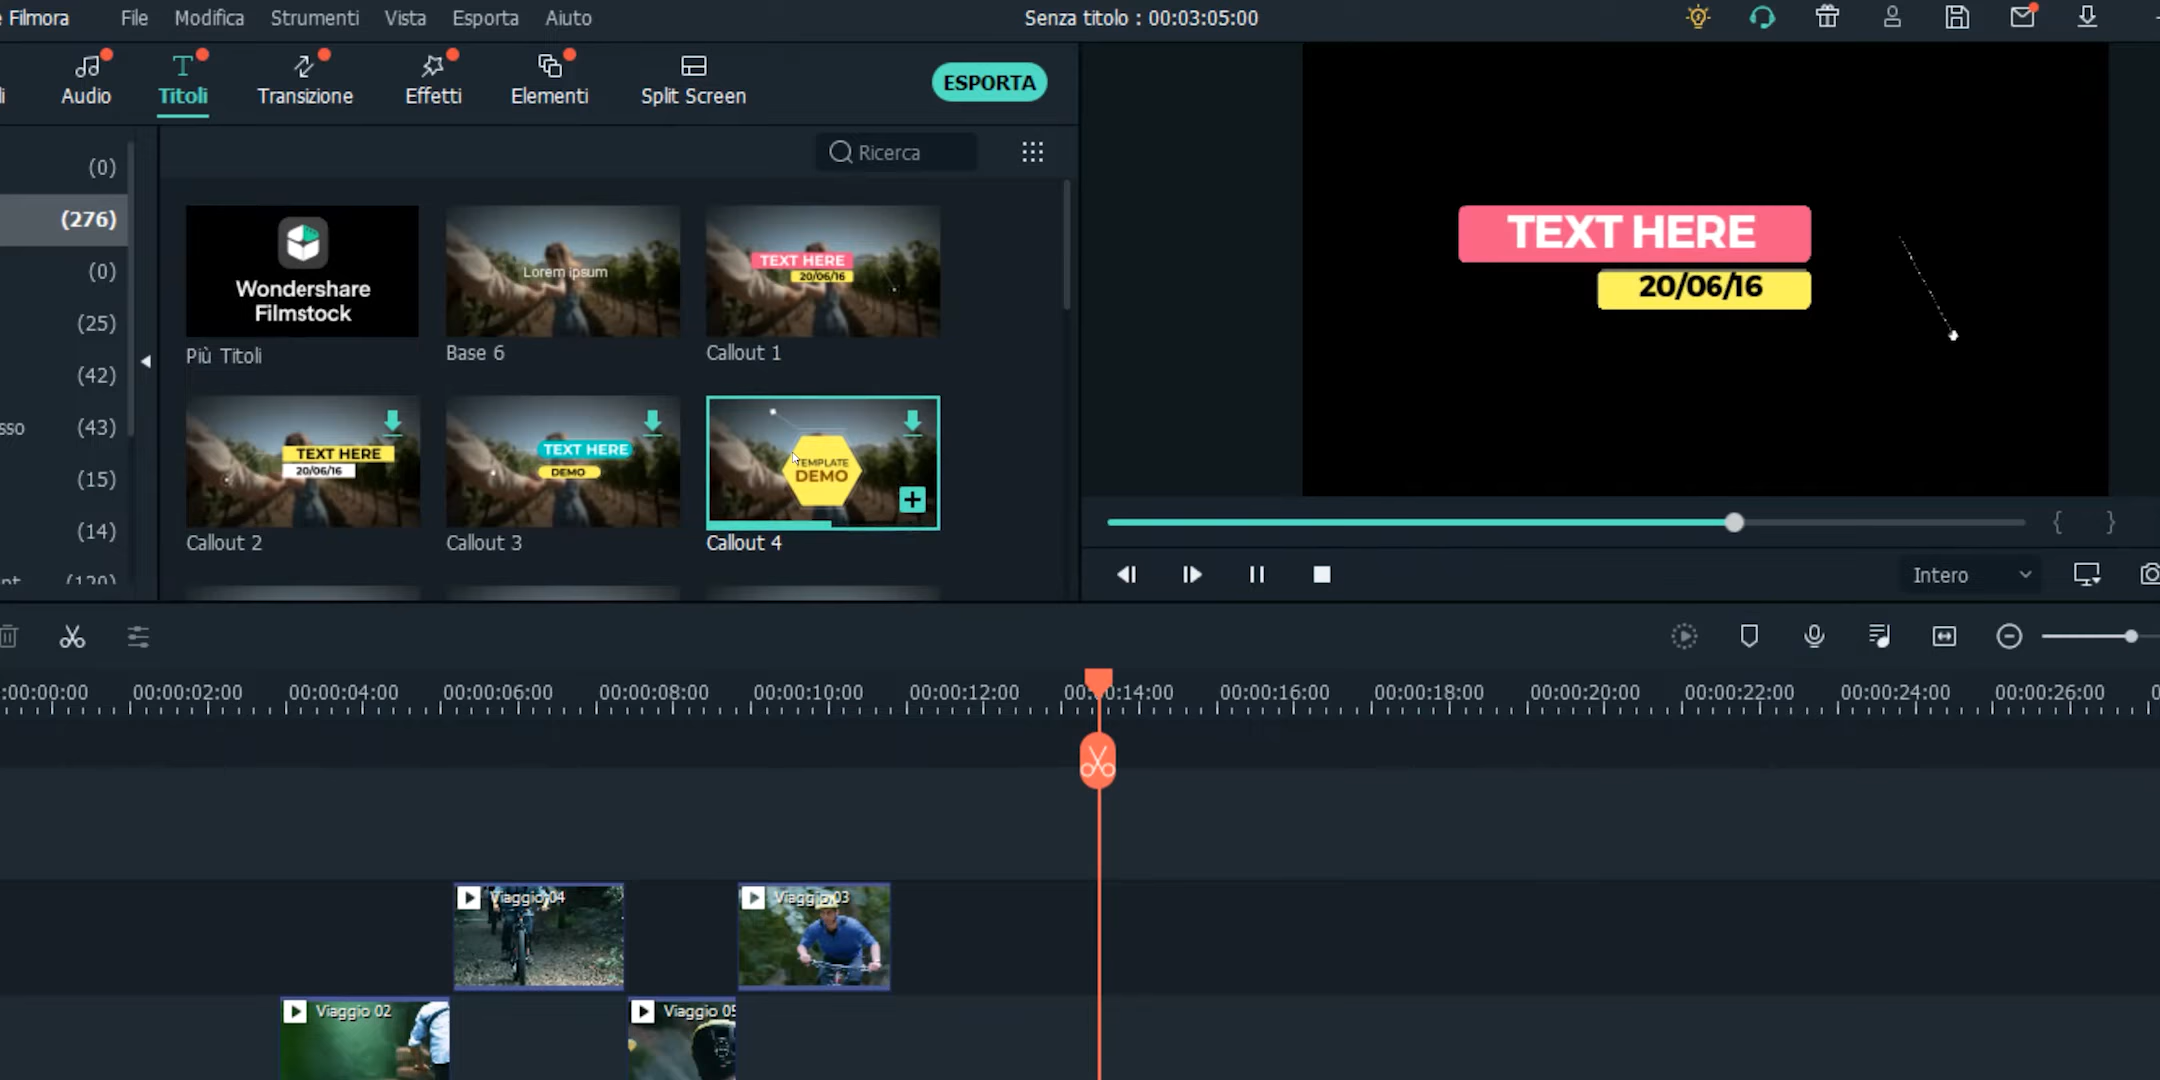 Filmora File Modifica Strumenti Vista Esporta Aiuto Senza titolo : 00:03:05:00
Audio Titoli Transizione Effetti Elementi Split Screen ESPORTA
Ricerca
(0)
(276)
(0)
(25)
(42)
sso (43)
(15)
(14)
Wondershare
Filmstock
Più Titoli
Lorem ipsum
Base 6
TEXT HERE
20/06/16
Callout 1
TEXT HERE
20/06/16
Callout 2
TEXT HERE
DEMO
Callout 3
TEMPLATE
DEMO
Callout 4
TEXT HERE
20/06/16
{ }
Intero
:00:00:00 00:00:02:00 00:00:04:00 00:00:06:00 00:00:08:00 00:00:10:00 00:00:12:00 00:00:14:00 00:00:16:00 00:00:18:00 00:00:20:00 00:00:22:00 00:00:24:00 00:00:26:00
Viaggio 04 Viaggio 03
Viaggio 02 Viaggio 05